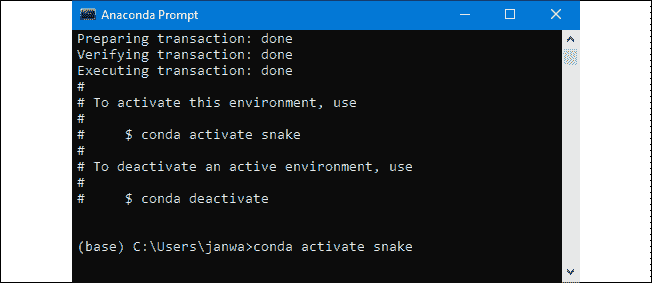 Anaconda Prompt
Preparing transaction: done
Verifying transaction: done
Executing transaction: done
#
# To activate this environment, use
#
#     $ conda activate snake
#
# To deactivate an active environment, use
#
#     $ conda deactivate
(base) C:\Users\janwa>conda activate snake